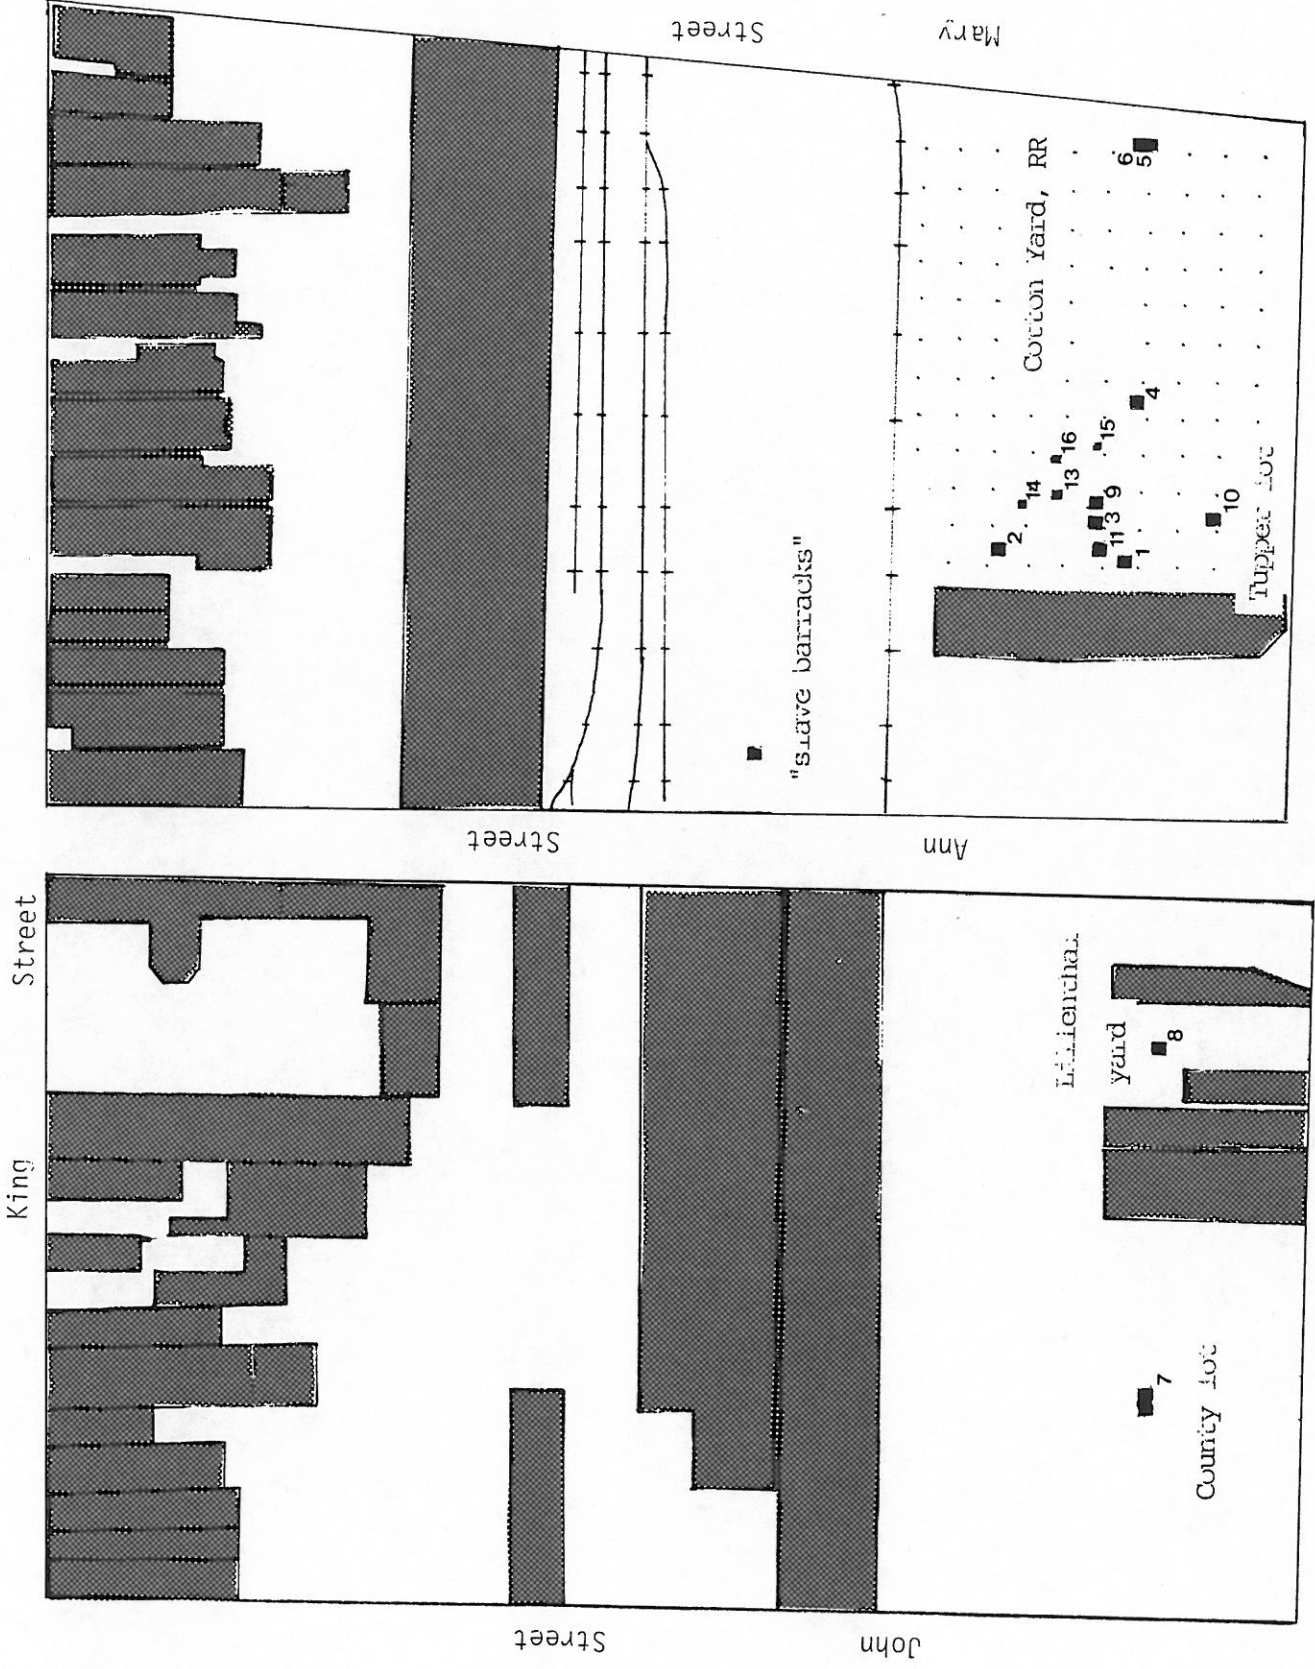 King Street
Mary Street
Ann Street
John Street
Cotton Yard, RR
6
5
4
16
15
14
13
9
3
11
2
1
10
Tupper Lot
"slave barracks"
Lilienthal
yard
8
7
County Lot